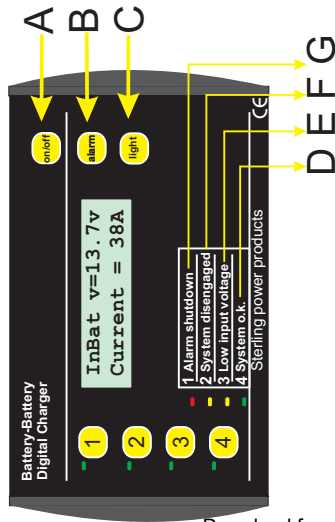 A
B
C
on/off
alarm
light
Battery-Battery
Digital Charger
InBat v=13.7v
Current = 38A
1
2
3
4
1 Alarm shutdown
2 System disengaged
3 Low input voltage
4 System o.k.
Sterling power products
CE
G
F
E
D